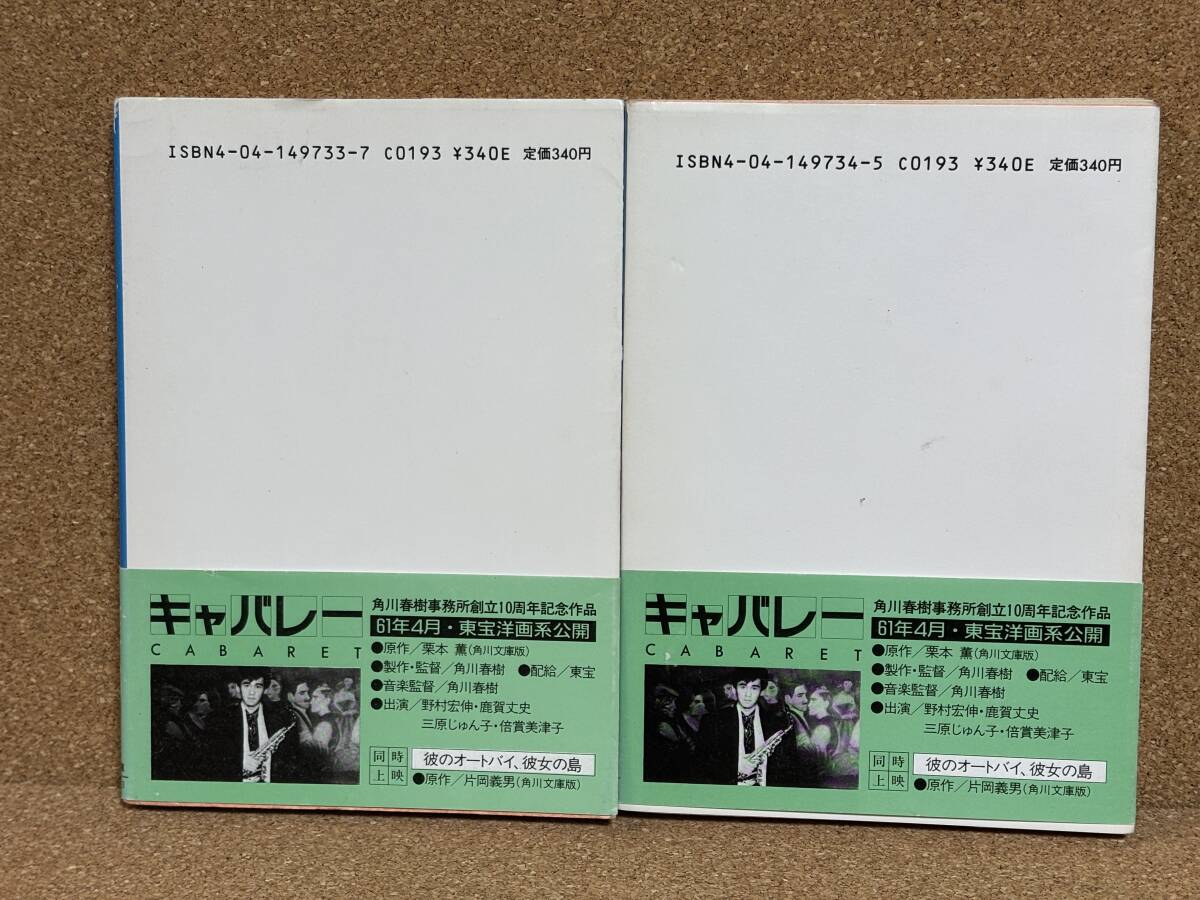 ISBN4-04-149733-7 C0193 ¥340E 定価340円
キャバレー
CABARET
角川春樹事務所創立10周年記念作品
61年4月・東宝洋画系公開
●原作／栗本 薫(角川文庫版)
●製作・監督／角川春樹 ●配給／東宝
●音楽監督／角川春樹
●出演／野村宏伸・鹿賀丈史
三原じゅん子・倍賞美津子
同時上映
彼のオートバイ、彼女の島
●原作／片岡義男(角川文庫版)
ISBN4-04-149734-5 C0193 ¥340E 定価340円
キャバレー
CABARET
角川春樹事務所創立10周年記念作品
61年4月・東宝洋画系公開
●原作／栗本 薫(角川文庫版)
●製作・監督／角川春樹 ●配給／東宝
●音楽監督／角川春樹
●出演／野村宏伸・鹿賀丈史
三原じゅん子・倍賞美津子
同時上映
彼のオートバイ、彼女の島
●原作／片岡義男(角川文庫版)